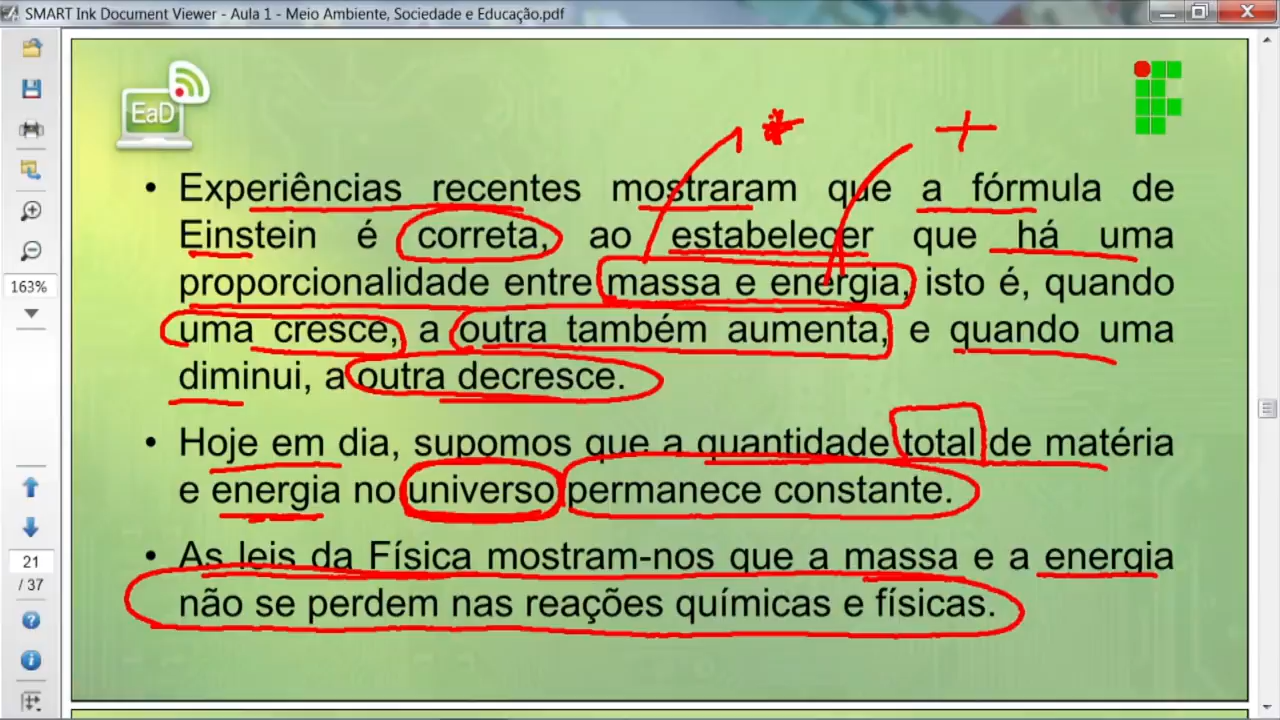 SMART Ink Document Viewer - Aula 1 - Meio Ambiente, Sociedade e Educação.pdf
EaD
• Experiências recentes mostraram que a fórmula de
Einstein é correta, ao estabelecer que há uma
proporcionalidade entre massa e energia, isto é, quando
uma cresce, a outra também aumenta, e quando uma
diminui, a outra decresce.
• Hoje em dia, supomos que a quantidade total de matéria
e energia no universo permanece constante.
• As leis da Física mostram-nos que a massa e a energia
não se perdem nas reações químicas e físicas.
163%
21
/ 37